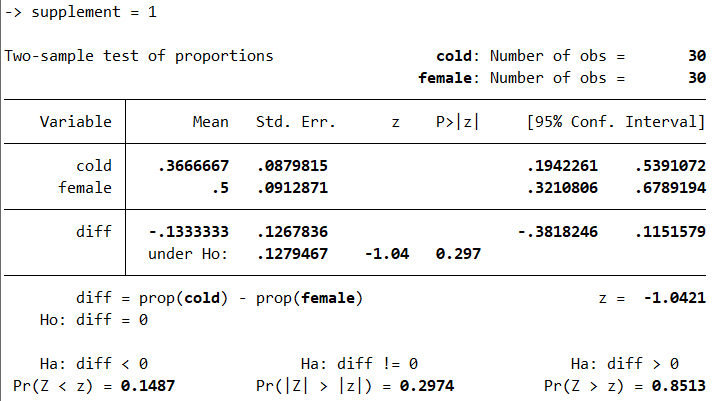 -> supplement = 1
Two-sample test of proportions cold: Number of obs = 30
female: Number of obs = 30
Variable Mean Std. Err. z P>|z| [95% Conf. Interval]
cold .3666667 .0879815 .1942261 .5391072
female .5 .0912871 .3210806 .6789194
diff -.1333333 .1267836 -.3818246 .1151579
under Ho: .1279467 -1.04 0.297
diff = prop(cold) - prop(female) z = -1.0421
Ho: diff = 0
Ha: diff < 0 Ha: diff != 0 Ha: diff > 0
Pr(Z < z) = 0.1487 Pr(|Z| > |z|) = 0.2974 Pr(Z > z) = 0.8513